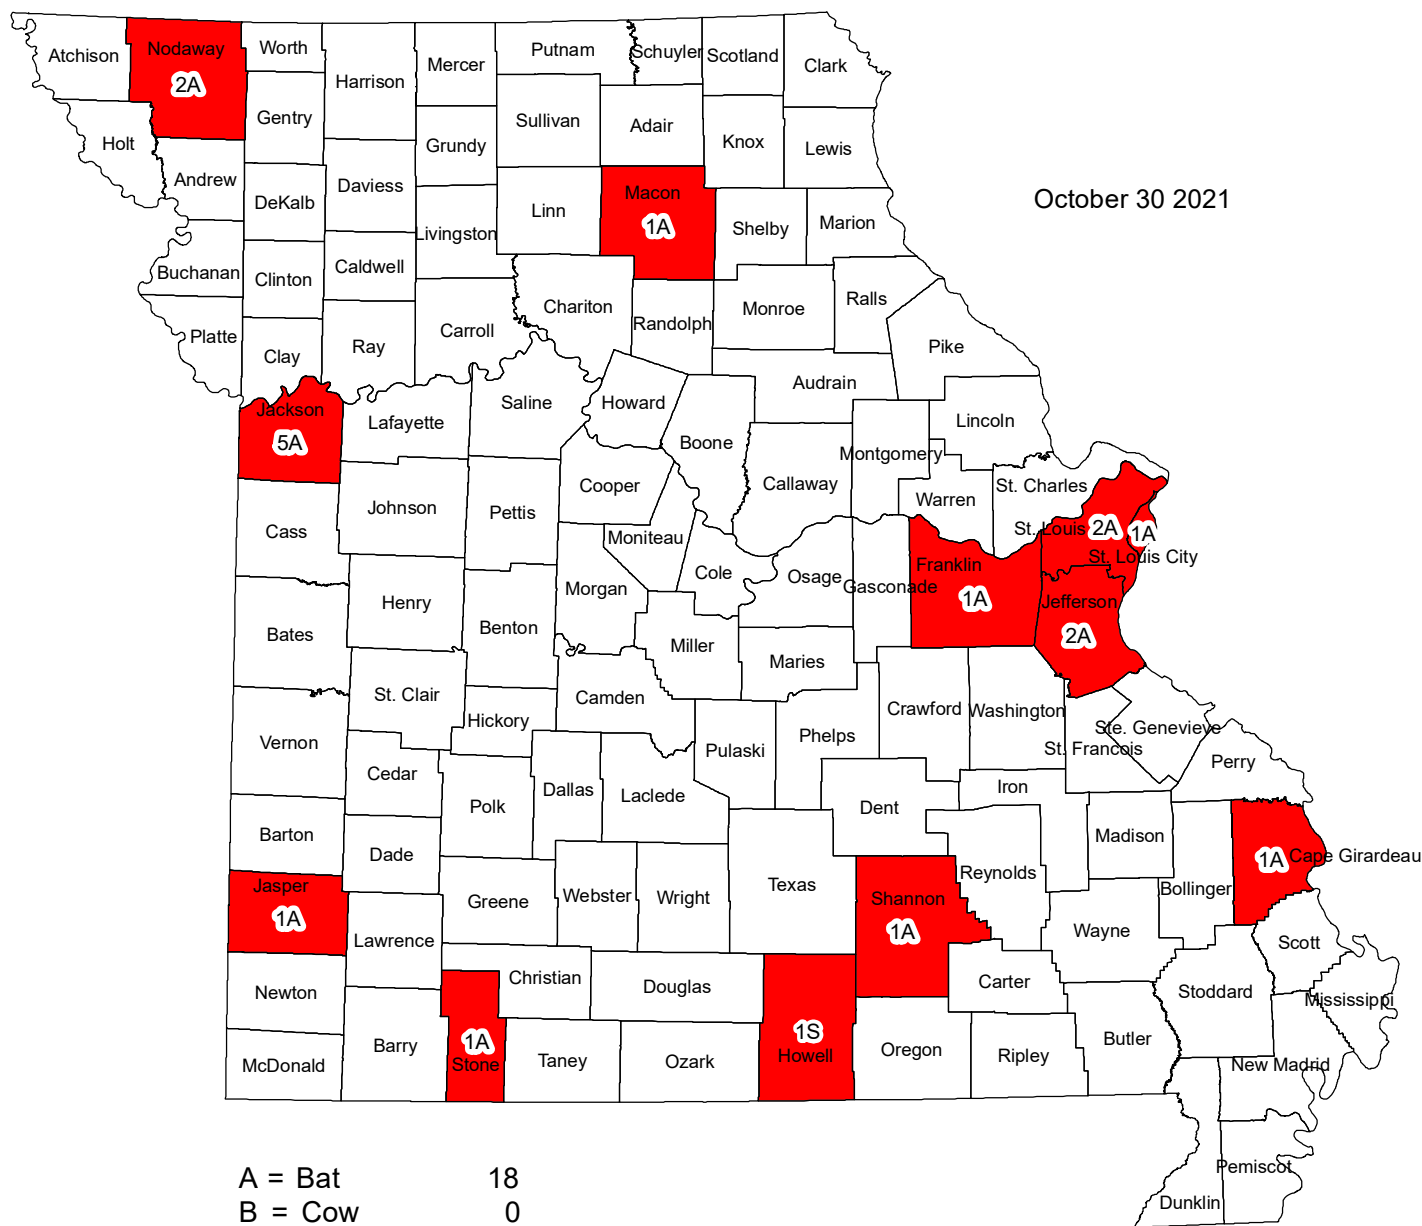 Atchison
Nodaway
2A
Worth
Harrison
Mercer
Putnam
Schuyler
Scotland
Clark
Gentry
Sullivan
Adair
Knox
Lewis
Holt
Andrew
DeKalb
Daviess
Grundy
Linn
Macon
1A
Shelby
Marion
October 30 2021
Livingston
Buchanan
Clinton
Caldwell
Chariton
Randolph
Monroe
Ralls
Platte
Clay
Ray
Carroll
Pike
Audrain
Jackson
5A
Lafayette
Saline
Howard
Boone
Lincoln
Montgomery
Callaway
Cooper
Warren
St. Charles
Cass
Johnson
Pettis
Moniteau
St. Louis
2A
1A
St. Louis City
Cole
Osage
Gasconade
Franklin
1A
Jefferson
2A
Morgan
Henry
Bates
Benton
Miller
Maries
St. Clair
Camden
Hickory
Crawford
Washington
Ste. Genevieve
St. Francois
Vernon
Pulaski
Phelps
Perry
Cedar
Dallas
Laclede
Polk
Dent
Iron
Barton
Dade
Madison
1A
Cape Girardeau
Jasper
1A
Greene
Webster
Wright
Texas
Shannon
1A
Reynolds
Bollinger
Lawrence
Wayne
Scott
Newton
Christian
Douglas
Carter
Stoddard
Mississippi
McDonald
Barry
1A
Stone
Taney
Ozark
1S
Howell
Oregon
Ripley
Butler
New Madrid
Pemiscot
Dunklin
A = Bat 18
B = Cow 0